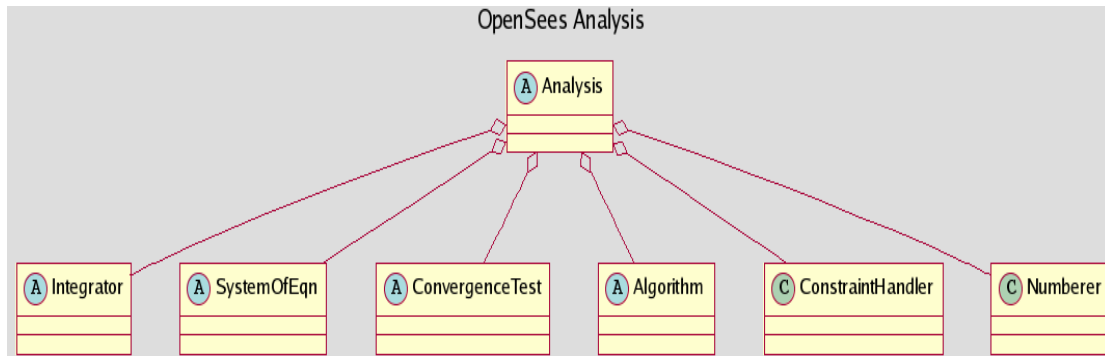 OpenSees Analysis
A Analysis
A Integrator
A SystemOfEqn
A ConvergenceTest
A Algorithm
C ConstraintHandler
C Numberer